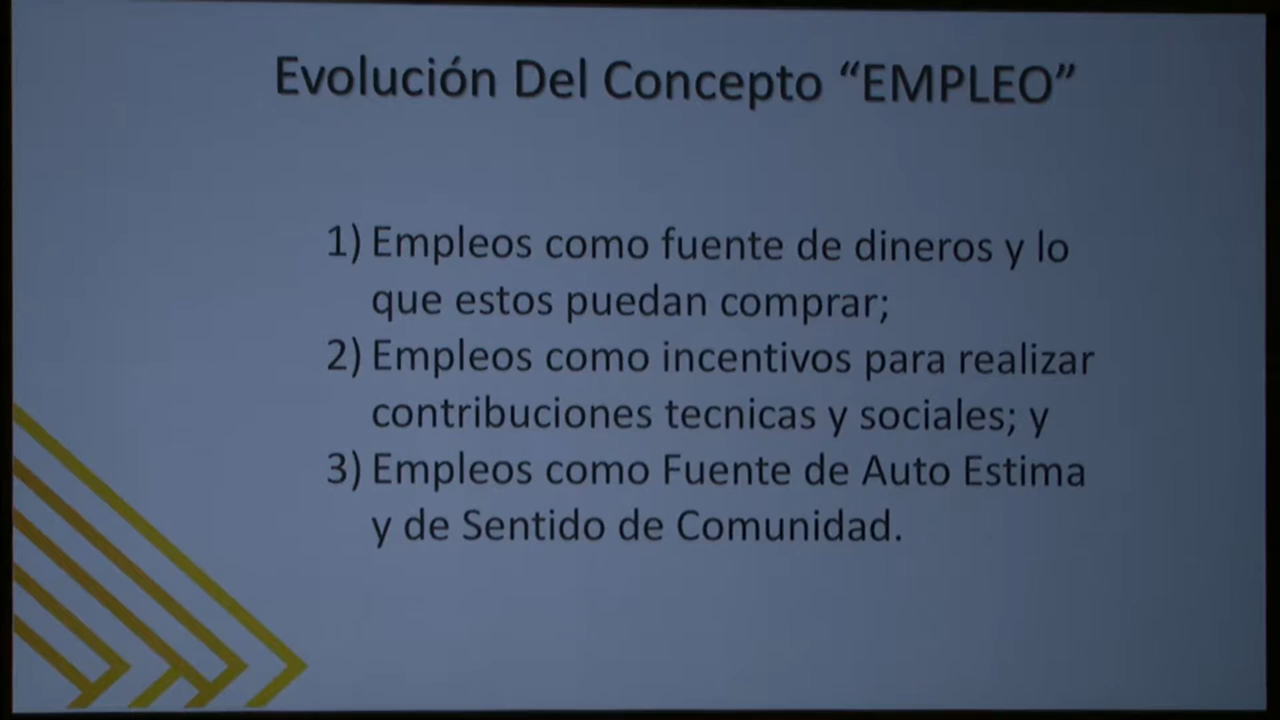 Evolución Del Concepto “EMPLEO”
1) Empleos como fuente de dineros y lo
que estos puedan comprar;
2) Empleos como incentivos para realizar
contribuciones tecnicas y sociales; y
3) Empleos como Fuente de Auto Estima
y de Sentido de Comunidad.